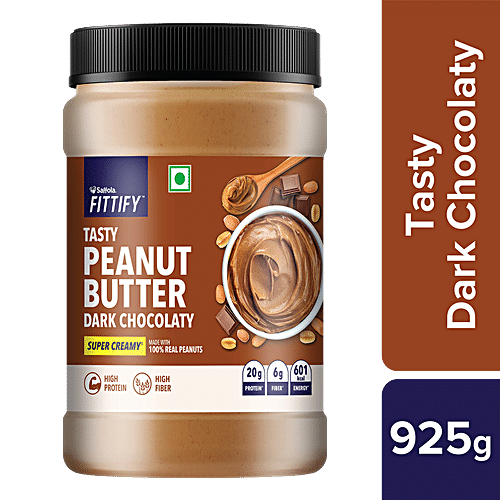 Saffola
FITTIFY™
TASTY
PEANUT
BUTTER
DARK CHOCOLATY
SUPER CREAMY*
MADE WITH
100% REAL PEANUTS
HIGH
PROTEIN
HIGH
FIBER
20g
PROTEIN^
6g
FIBER^
601
kcal
ENERGY^
Tasty
Dark Chocolaty
925g